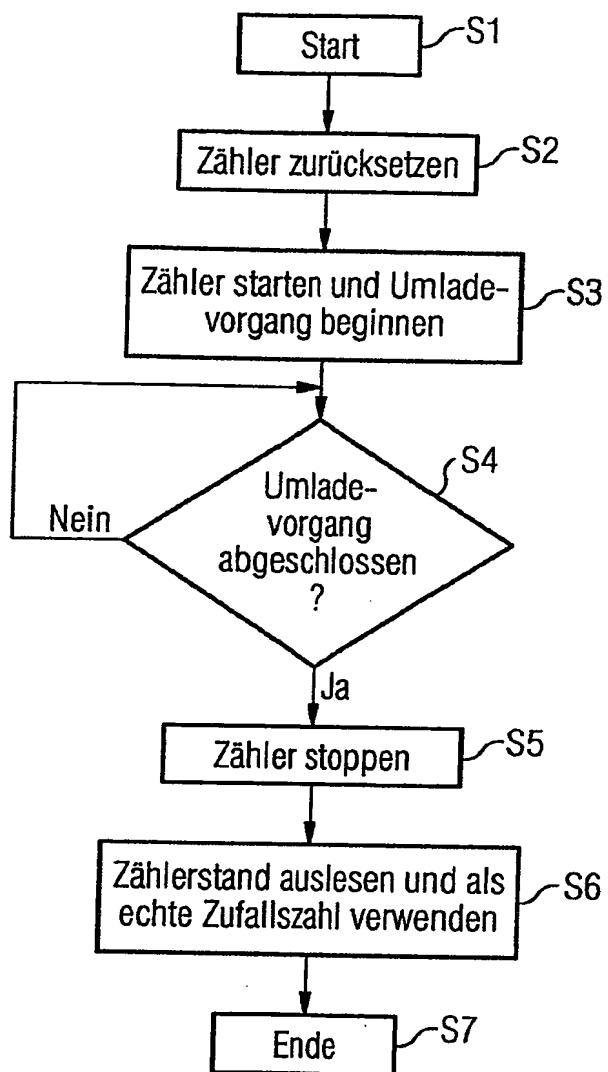 Start
S1
Zähler zurücksetzen
S2
Zähler starten und Umlade-
vorgang beginnen
S3
Umlade-
vorgang
abgeschlossen
?
S4
Nein
Ja
Zähler stoppen
S5
Zählerstand auslesen und als
echte Zufallszahl verwenden
S6
Ende
S7